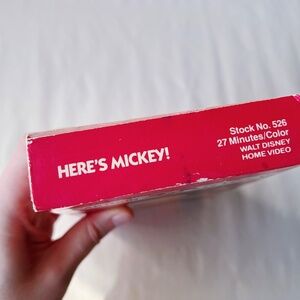 HERE'S MICKEY!
Stock No. 526
27 Minutes/Color
WALT DISNEY
HOME VIDEO